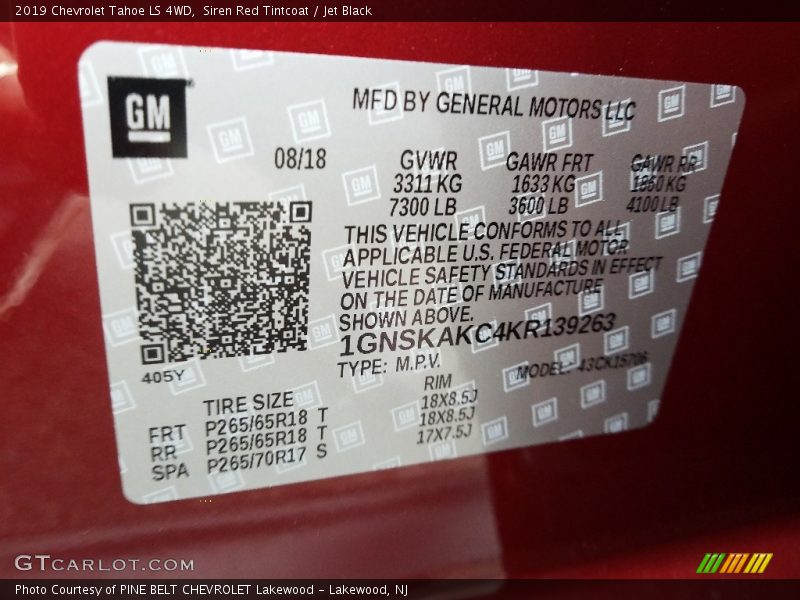 2019 Chevrolet Tahoe LS 4WD, Siren Red Tintcoat / Jet Black
GM
MFD BY GENERAL MOTORS LLC
08/18 GVWR GAWR FRT GAWR RR
3311 KG 1633 KG 1860 KG
7300 LB 3600 LB 4100 LB
THIS VEHICLE CONFORMS TO ALL
APPLICABLE U.S. FEDERAL MOTOR
VEHICLE SAFETY STANDARDS IN EFFECT
ON THE DATE OF MANUFACTURE
SHOWN ABOVE.
1GNSKAKC4KR139263
TYPE: M.P.V. MODEL: 43CK15706
405Y
TIRE SIZE RIM
FRT P265/65R18 T 18X8.5J
RR P265/65R18 T 18X8.5J
SPA P265/70R17 S 17X7.5J
GTCARLOT.COM
Photo Courtesy of PINE BELT CHEVROLET Lakewood - Lakewood, NJ